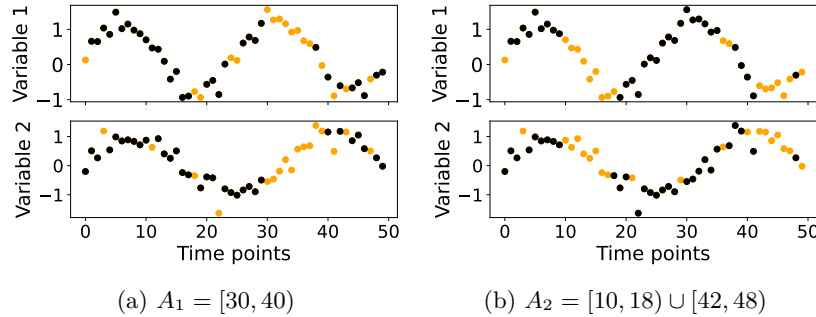 Variable 1
1
0
−1
Variable 2
1
0
−1
0 10 20 30 40 50
Time points
(a) A₁ = [30, 40)
Variable 1
1
0
−1
Variable 2
1
0
−1
0 10 20 30 40 50
Time points
(b) A₂ = [10, 18) ∪ [42, 48)